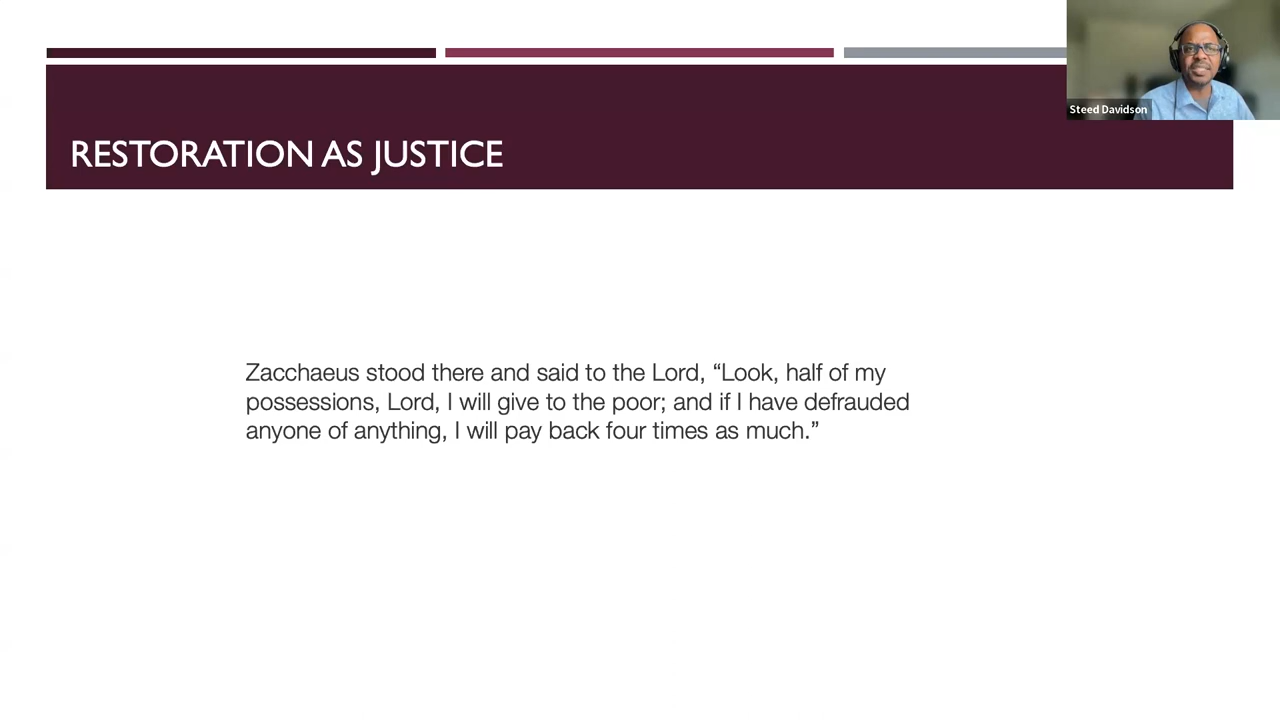 Steed Davidson
RESTORATION AS JUSTICE
Zacchaeus stood there and said to the Lord, “Look, half of my
possessions, Lord, I will give to the poor; and if I have defrauded
anyone of anything, I will pay back four times as much.”